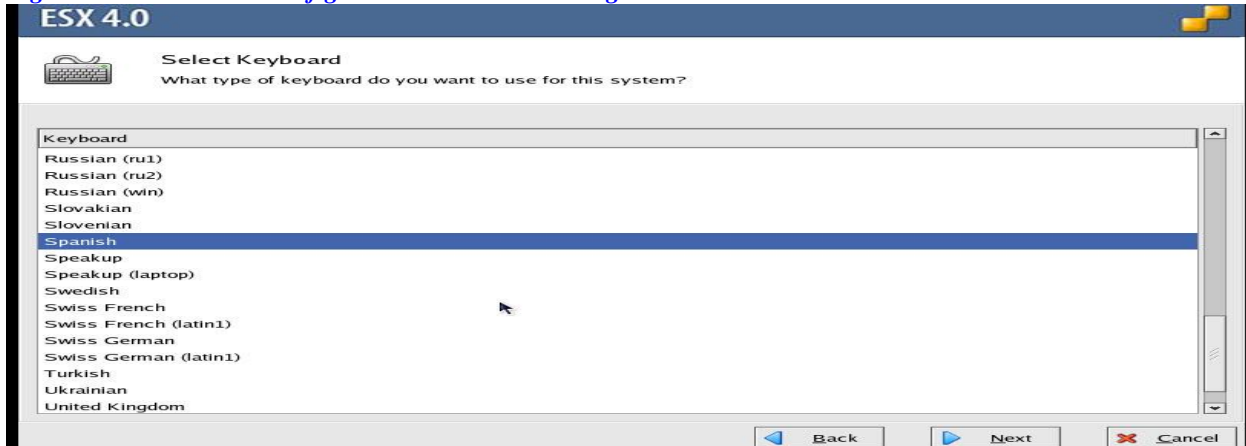 ESX 4.0
Select Keyboard
What type of keyboard do you want to use for this system?
Keyboard
Russian (ru1)
Russian (ru2)
Russian (win)
Slovakian
Slovenian
Spanish
Speakup
Speakup (laptop)
Swedish
Swiss French
Swiss French (latin1)
Swiss German
Swiss German (latin1)
Turkish
Ukrainian
United Kingdom
Back
Next
Cancel